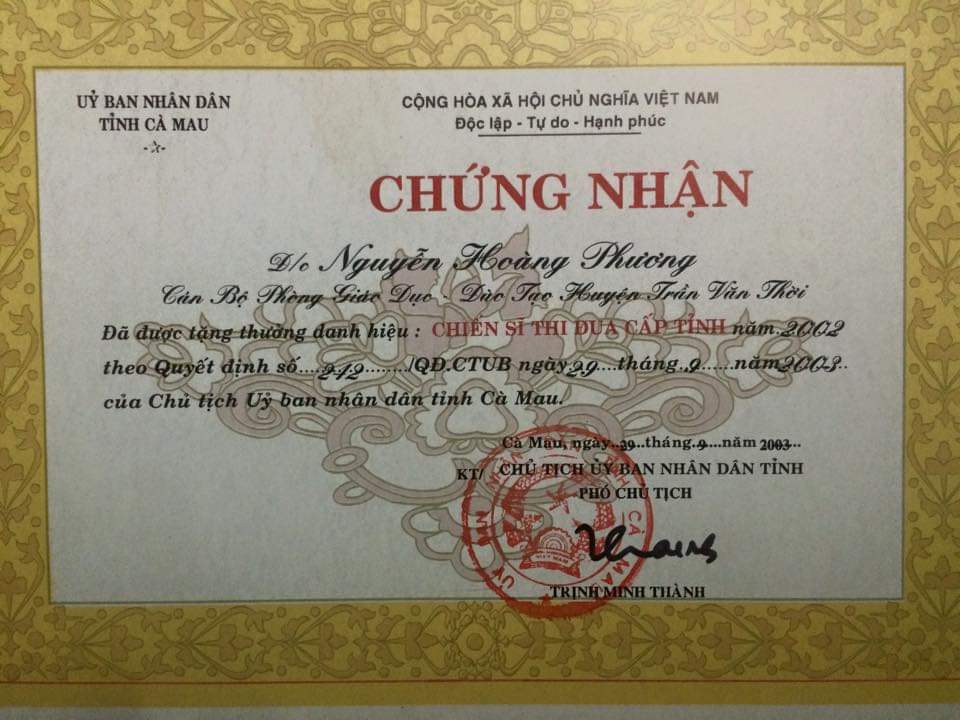 UỶ BAN NHÂN DÂN
TỈNH CÀ MAU
CỘNG HÒA XÃ HỘI CHỦ NGHĨA VIỆT NAM
Độc lập - Tự do - Hạnh phúc
CHỨNG NHẬN
Đ/c Nguyễn Hoàng Phương
Cán Bộ Phòng Giáo Dục - Đào Tạo Huyện Trần Văn Thời
Đã được tặng thưởng danh hiệu : CHIẾN SĨ THI ĐUA CẤP TỈNH năm 2002
theo Quyết định số....212......./QĐ.CTUB ngày 29....tháng..9......năm 2003..
của Chủ tịch Uỷ ban nhân dân tỉnh Cà Mau.
Cà Mau, ngày..29...tháng..9....năm 2003...
KT/ CHỦ TỊCH ỦY BAN NHÂN DÂN TỈNH
PHÓ CHỦ TỊCH
VIỆT NAM
TRỊNH MINH THÀNH